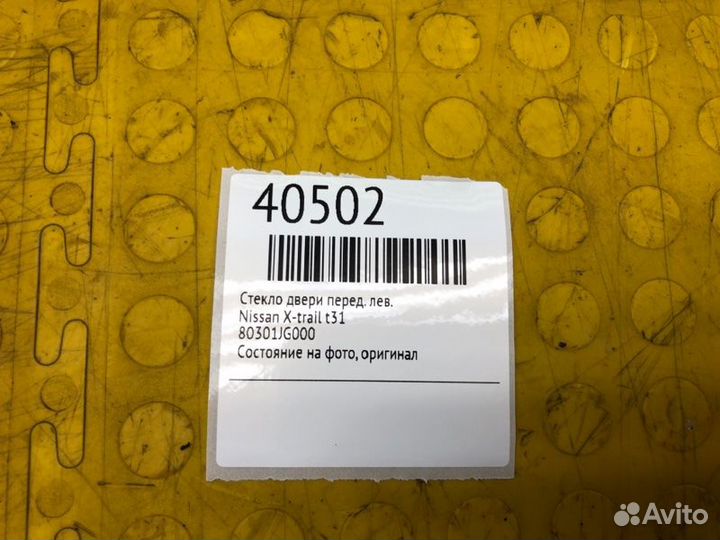 40502
Стекло двери перед. лев.
Nissan X-trail t31
80301JG000
Состояние на фото, оригинал
Avito